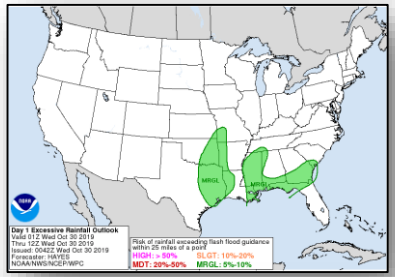 MRGL
MRGL
NOAA
Day 1 Excessive Rainfall Outlook
Valid 01Z Wed Oct 30 2019
Thru 12Z Wed Oct 30 2019
Issued: 0042Z Wed Oct 30 2019
Forecaster: HAYES
NOAA/NWS/NCEP/WPC
Risk of rainfall exceeding flash flood guidance
within 25 miles of a point
HIGH: > 50% SLGT: 10%-20%
MDT: 20%-50% MRGL: 5%-10%